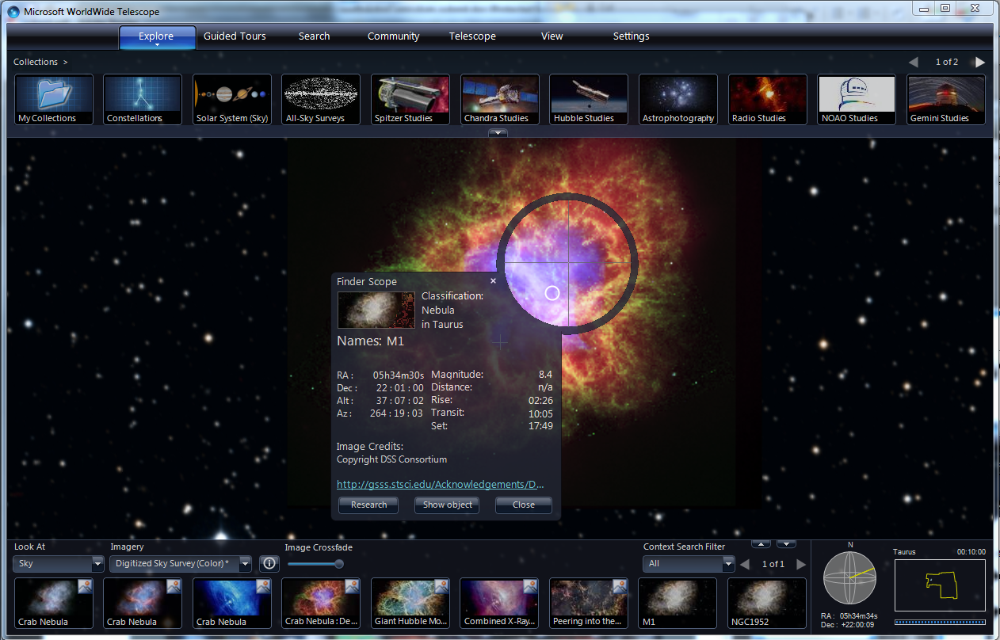 Microsoft WorldWide Telescope
Explore Guided Tours Search Community Telescope View Settings
Collections >
1 of 2
My Collections Constellations Solar System (Sky) All-Sky Surveys Spitzer Studies Chandra Studies Hubble Studies Astrophotography Radio Studies NOAO Studies Gemini Studies
Finder Scope
Classification:
Nebula
in Taurus
Names: M1
RA : 05h34m30s Magnitude: 8.4
Dec : 22 : 01 : 00 Distance: n/a
Alt : 37 : 07 : 02 Rise: 02:26
Az : 264 : 19 : 03 Transit: 10:05
Set: 17:49
Image Credits:
Copyright DSS Consortium
http://gsss.stsci.edu/Acknowledgements/D...
Research Show object Close
Look At Imagery Image Crossfade Context Search Filter
Sky Digitized Sky Survey (Color) * All 1 of 1
Crab Nebula Crab Nebula Crab Nebula Crab Nebula : De... Giant Hubble Mo... Combined X-Ray... Peering into the... M1 NGC1952
N
Taurus 00:10:00
RA : 05h34m34s
Dec : +22:00:09